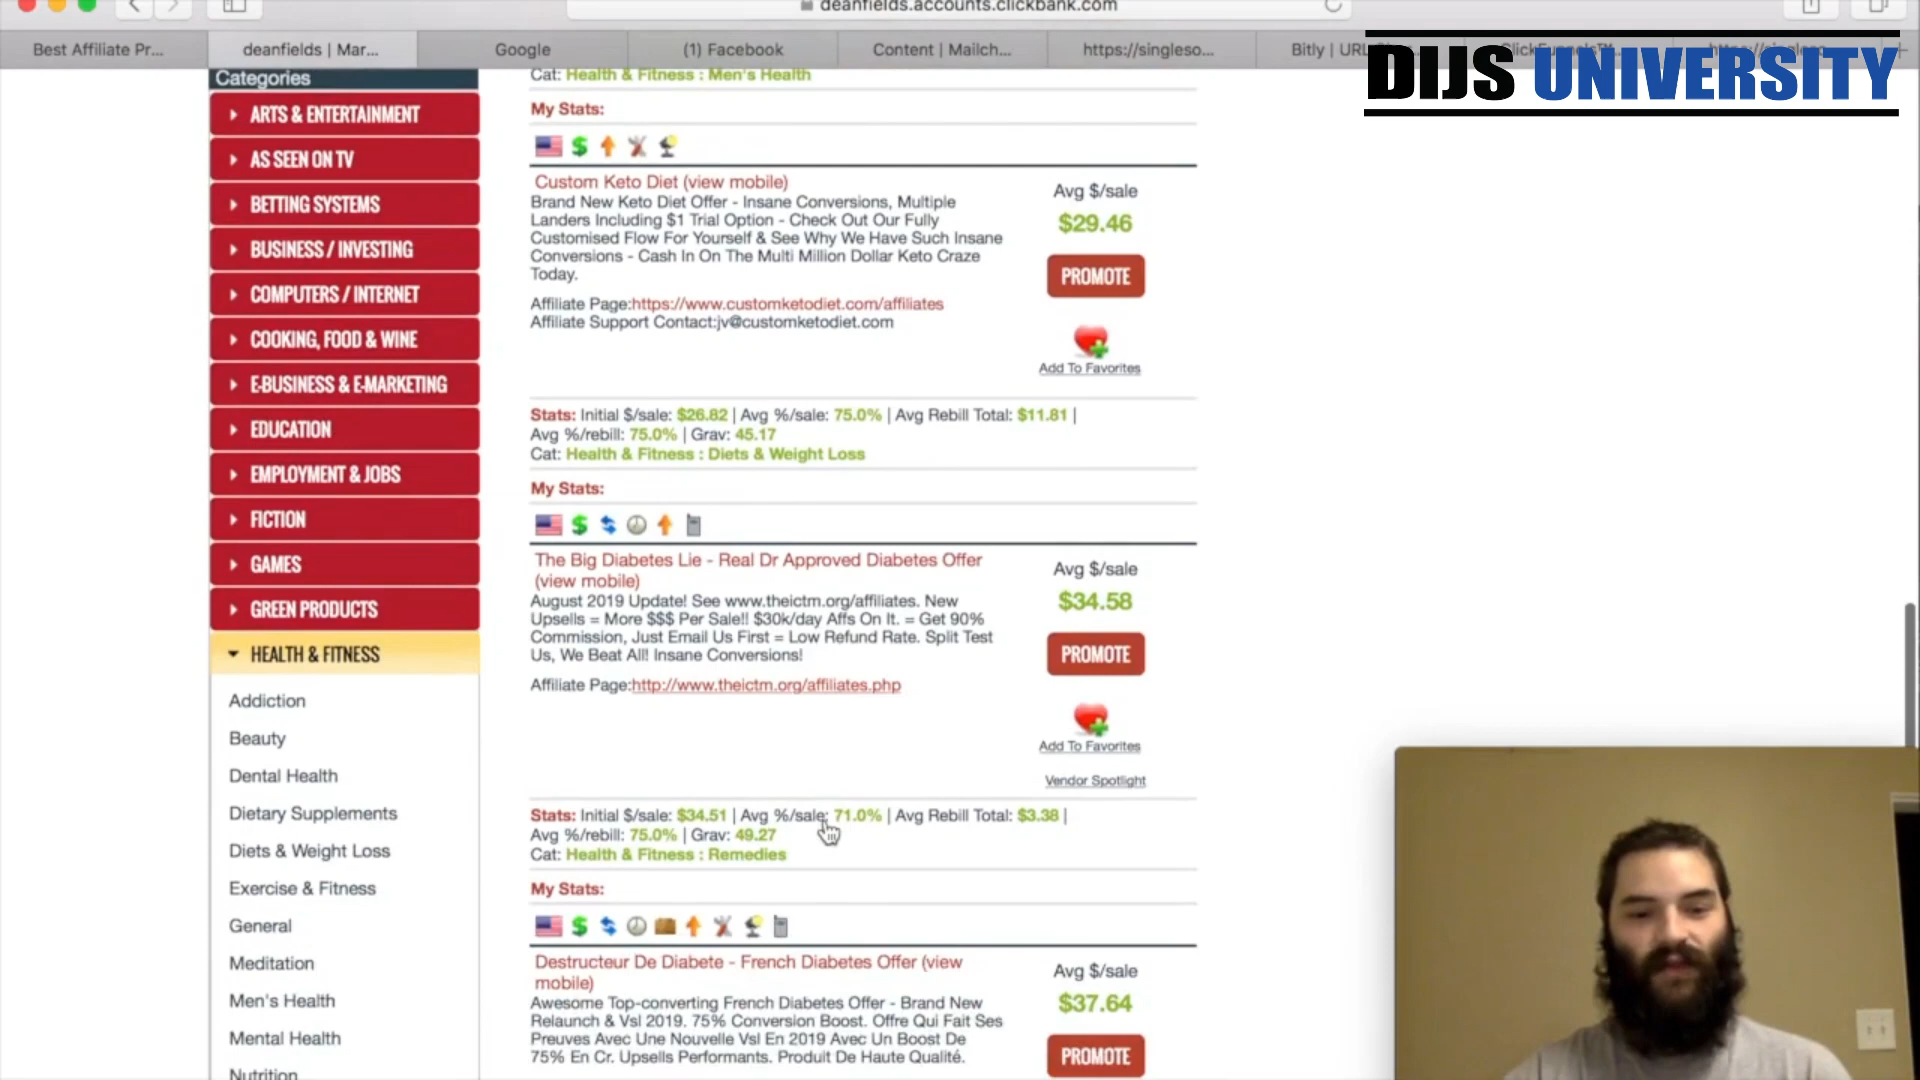 deanfields.accounts.clickbank.com
Best Affiliate Pr...
deanfields | Mar...
Google
(1) Facebook
Content | Mailch...
https://singleso...
Bitly | URL
DIJS UNIVERSITY
Categories
ARTS & ENTERTAINMENT
AS SEEN ON TV
BETTING SYSTEMS
BUSINESS / INVESTING
COMPUTERS / INTERNET
COOKING, FOOD & WINE
E-BUSINESS & E-MARKETING
EDUCATION
EMPLOYMENT & JOBS
FICTION
GAMES
GREEN PRODUCTS
HEALTH & FITNESS
Addiction
Beauty
Dental Health
Dietary Supplements
Diets & Weight Loss
Exercise & Fitness
General
Meditation
Men's Health
Mental Health
Nutrition
Cat: Health & Fitness : Men's Health
My Stats:
Custom Keto Diet (view mobile)
Brand New Keto Diet Offer - Insane Conversions, Multiple
Landers Including $1 Trial Option - Check Out Our Fully
Customised Flow For Yourself & See Why We Have Such Insane
Conversions - Cash In On The Multi Million Dollar Keto Craze
Today.
Affiliate Page:https://www.customketodiet.com/affiliates
Affiliate Support Contact:jv@customketodiet.com
Avg $/sale
$29.46
PROMOTE
Add To Favorites
Stats: Initial $/sale: $26.82 | Avg %/sale: 75.0% | Avg Rebill Total: $11.81 |
Avg %/rebill: 75.0% | Grav: 45.17
Cat: Health & Fitness : Diets & Weight Loss
My Stats:
The Big Diabetes Lie - Real Dr Approved Diabetes Offer
(view mobile)
August 2019 Update! See www.theictm.org/affiliates. New
Upsells = More $$$ Per Sale!! $30k/day Affs On It. = Get 90%
Commission, Just Email Us First = Low Refund Rate. Split Test
Us, We Beat All! Insane Conversions!
Affiliate Page:http://www.theictm.org/affiliates.php
Avg $/sale
$34.58
PROMOTE
Add To Favorites
Vendor Spotlight
Stats: Initial $/sale: $34.51 | Avg %/sale: 71.0% | Avg Rebill Total: $3.38 |
Avg %/rebill: 75.0% | Grav: 49.27
Cat: Health & Fitness : Remedies
My Stats:
Destructeur De Diabete - French Diabetes Offer (view
mobile)
Awesome Top-converting French Diabetes Offer - Brand New
Relaunch & Vsl 2019. 75% Conversion Boost. Offre Qui Fait Ses
Preuves Avec Une Nouvelle Vsl En 2019 Avec Un Boost De
75% En Cr. Upsells Performants. Produit De Haute Qualité.
Avg $/sale
$37.64
PROMOTE